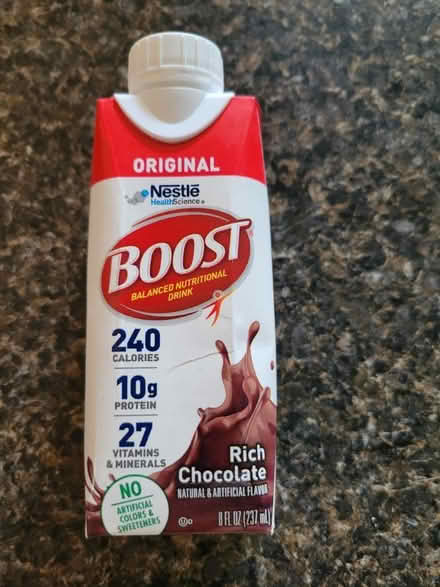 ORIGINAL
Nestlé
HealthScience®
BOOST
BALANCED NUTRITIONAL
DRINK
240
CALORIES
10g
PROTEIN
27
VITAMINS
& MINERALS
Rich
Chocolate
NATURAL & ARTIFICIAL FLAVOR
NO
ARTIFICIAL
COLORS &
SWEETENERS
8 FL OZ (237 mL)